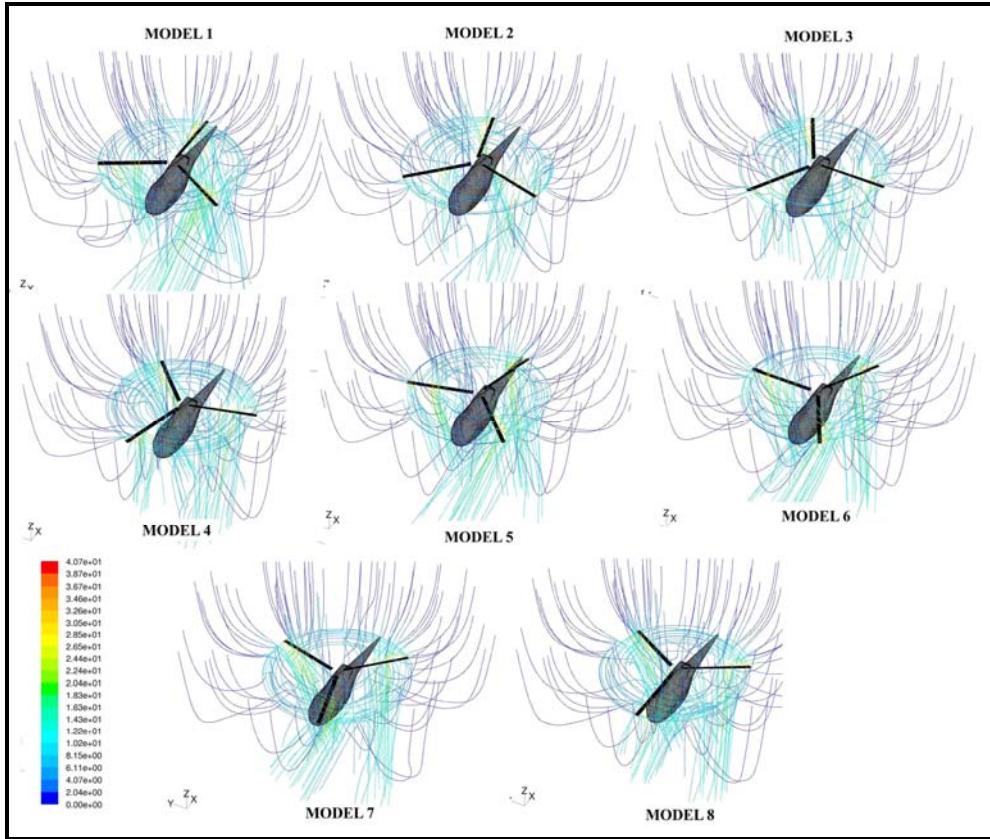 MODEL 1
MODEL 2
MODEL 3
Z
Z
X
Z
X
Z
X
MODEL 4
MODEL 5
MODEL 6
4.07e+01
3.87e+01
3.67e+01
3.46e+01
3.26e+01
3.05e+01
2.85e+01
2.65e+01
2.44e+01
2.24e+01
2.04e+01
1.83e+01
1.63e+01
1.43e+01
1.22e+01
1.02e+01
8.15e+00
6.11e+00
4.07e+00
2.04e+00
0.00e+00
Y
Z
X
Z
X
MODEL 7
MODEL 8